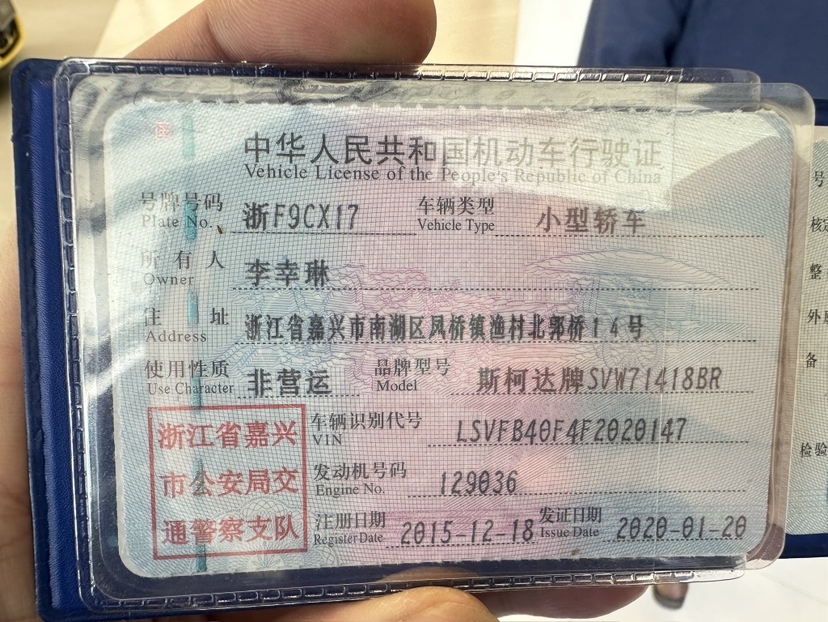 中华人民共和国机动车行驶证
Vehicle License of the People's Republic of China
号牌号码 浙F9CX17 车辆类型 小型轿车
Plate No. Vehicle Type
所有人 李幸琳
Owner
住址 浙江省嘉兴市南湖区凤桥镇渔村北郭桥14号
Address
使用性质 非营运 品牌型号 斯柯达牌SVW71418BR
Use Character Model
浙江省嘉兴
市公安局交
通警察支队
车辆识别代号 LSVFB40F4F2020147
VIN
发动机号码 129036
Engine No.
注册日期 2015-12-18 发证日期 2020-01-20
Register Date Issue Date
号
核
整
外
备
检验